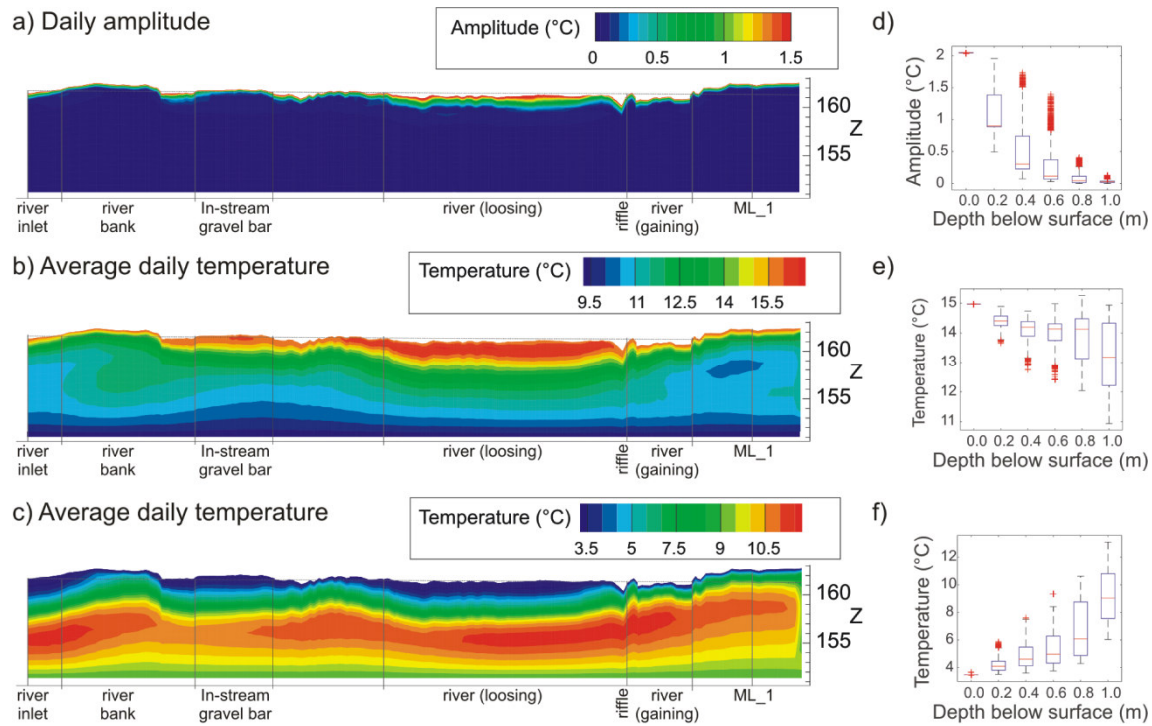 a) Daily amplitude
Amplitude (°C)
0 0.5 1 1.5
160
Z
155
river inlet
river bank
In-stream gravel bar
river (loosing)
riffle
river (gaining)
ML_1
b) Average daily temperature
Temperature (°C)
9.5 11 12.5 14 15.5
160
Z
155
river inlet
river bank
In-stream gravel bar
river (loosing)
riffle
river (gaining)
ML_1
c) Average daily temperature
Temperature (°C)
3.5 5 7.5 9 10.5
160
Z
155
river inlet
river bank
In-stream gravel bar
river (loosing)
riffle
river (gaining)
ML_1
d)
Amplitude (°C)
2
1.5
1
0.5
0
0.0 0.2 0.4 0.6 0.8 1.0
Depth below surface (m)
e)
Temperature (°C)
15
14
13
12
11
0.0 0.2 0.4 0.6 0.8 1.0
Depth below surface (m)
f)
Temperature (°C)
12
10
8
6
4
0.0 0.2 0.4 0.6 0.8 1.0
Depth below surface (m)